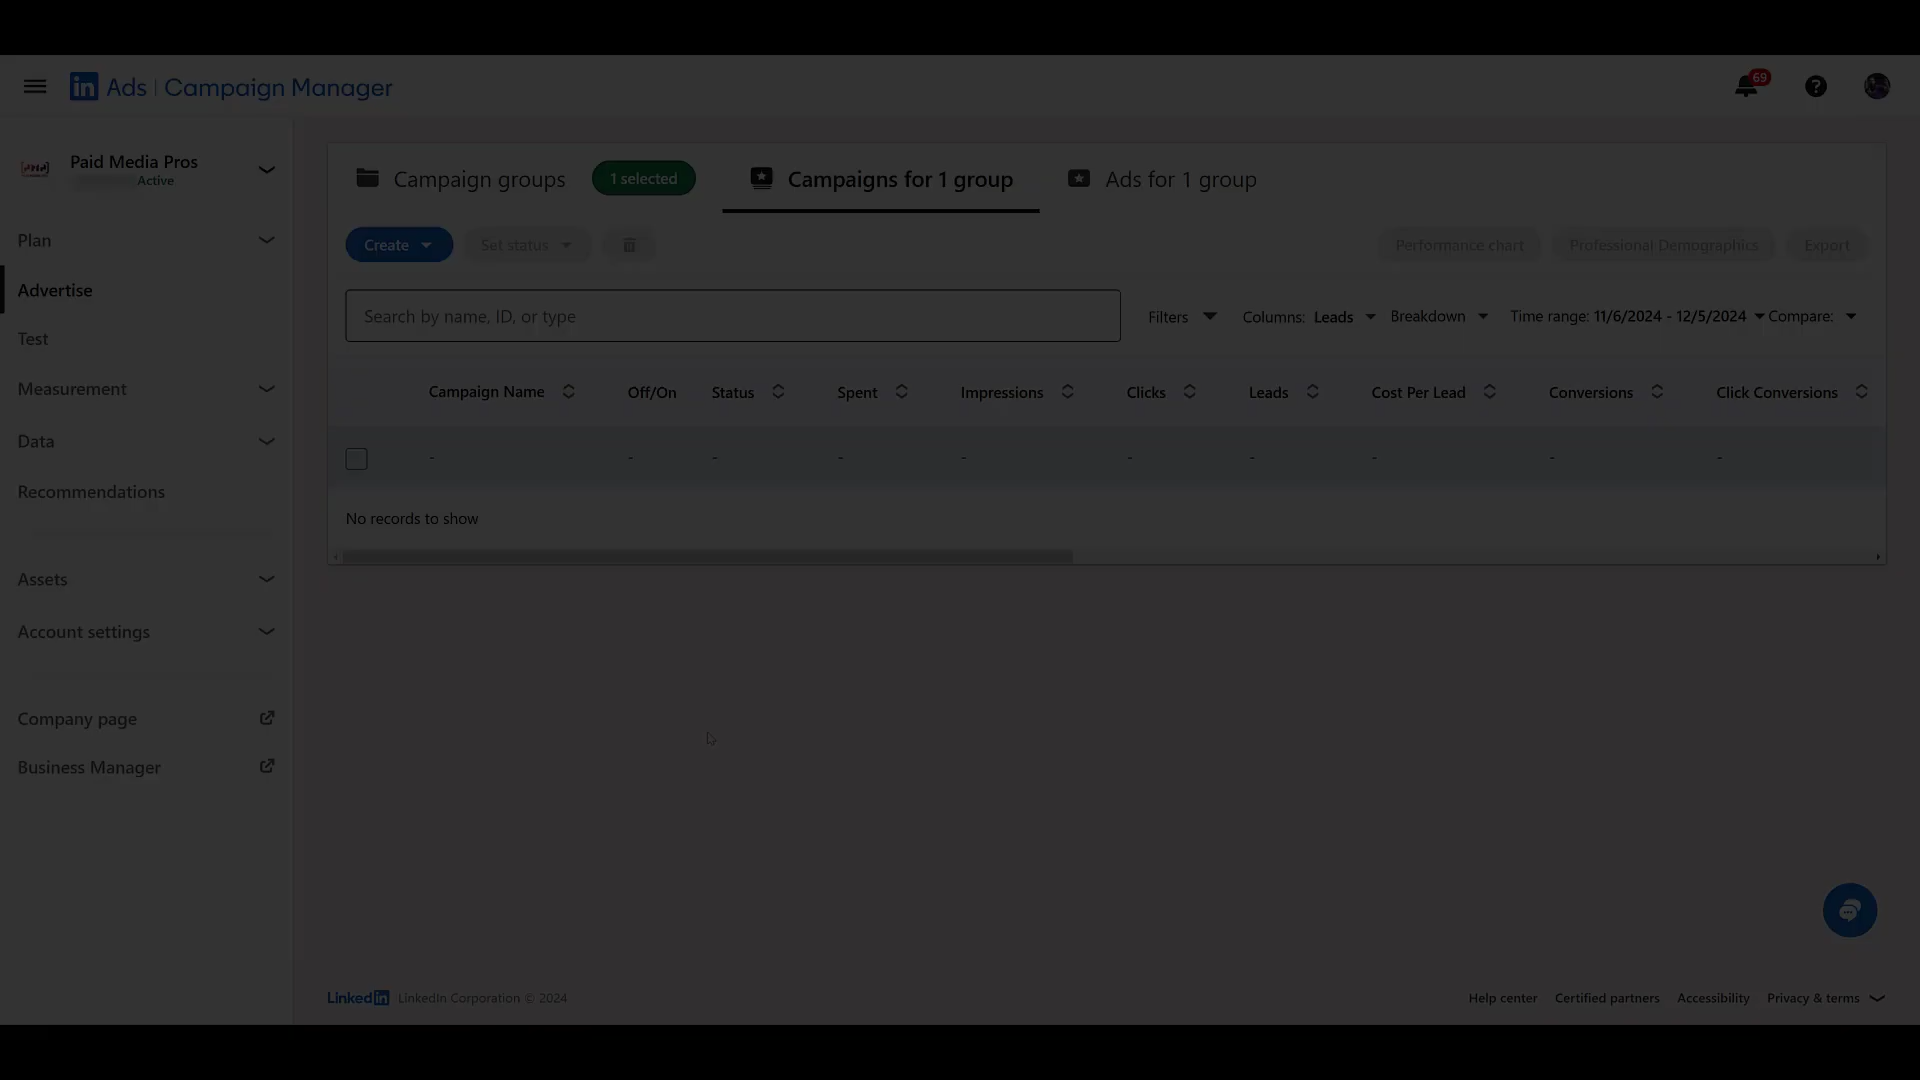 in Ads | Campaign Manager
69
?
Paid Media Pros
Active
Plan
Advertise
Test
Measurement
Data
Recommendations
Assets
Account settings
Company page
Business Manager
Campaign groups
1 selected
Campaigns for 1 group
Ads for 1 group
Create
Set status
Performance chart
Professional Demographics
Export
Search by name, ID, or type
Filters
Columns: Leads
Breakdown
Time range: 11/6/2024 - 12/5/2024
Compare:
Campaign Name Off/On Status Spent Impressions Clicks Leads Cost Per Lead Conversions Click Conversions
- - - - - - - - - -
No records to show
LinkedIn LinkedIn Corporation © 2024
Help center Certified partners Accessibility Privacy & terms